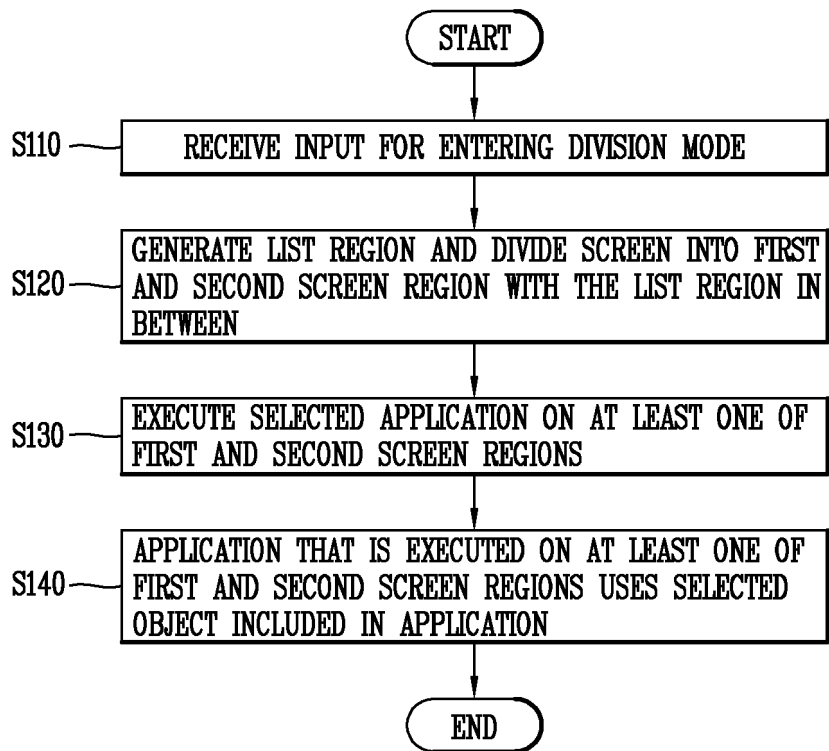 START
S110
RECEIVE INPUT FOR ENTERING DIVISION MODE
S120
GENERATE LIST REGION AND DIVIDE SCREEN INTO FIRST
AND SECOND SCREEN REGION WITH THE LIST REGION IN
BETWEEN
S130
EXECUTE SELECTED APPLICATION ON AT LEAST ONE OF
FIRST AND SECOND SCREEN REGIONS
S140
APPLICATION THAT IS EXECUTED ON AT LEAST ONE OF
FIRST AND SECOND SCREEN REGIONS USES SELECTED
OBJECT INCLUDED IN APPLICATION
END